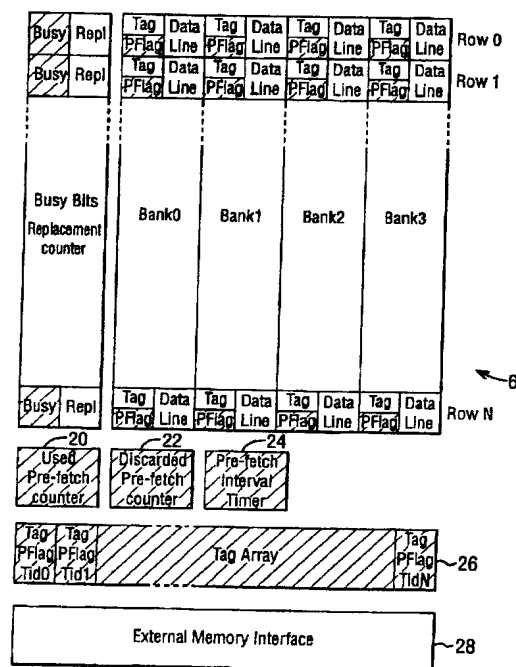 Busy Repl Tag PFlag Data Line Tag PFlag Data Line Tag PFlag Data Line Tag PFlag Data Line Row 0
Busy Repl Tag PFlag Data Line Tag PFlag Data Line Tag PFlag Data Line Tag PFlag Data Line Row 1
Busy Bits
Replacement
counter
Bank0 Bank1 Bank2 Bank3
6
Busy Repl Tag PFlag Data Line Tag PFlag Data Line Tag PFlag Data Line Tag PFlag Data Line Row N
20 22 24
Used
Pre-fetch
counter
Discarded
Pre-fetch
counter
Pre-fetch
Interval
Timer
Tag
PFlag
Tid0
Tag
PFlag
Tid1
Tag Array
Tag
PFlag
TidN
26
External Memory Interface
28